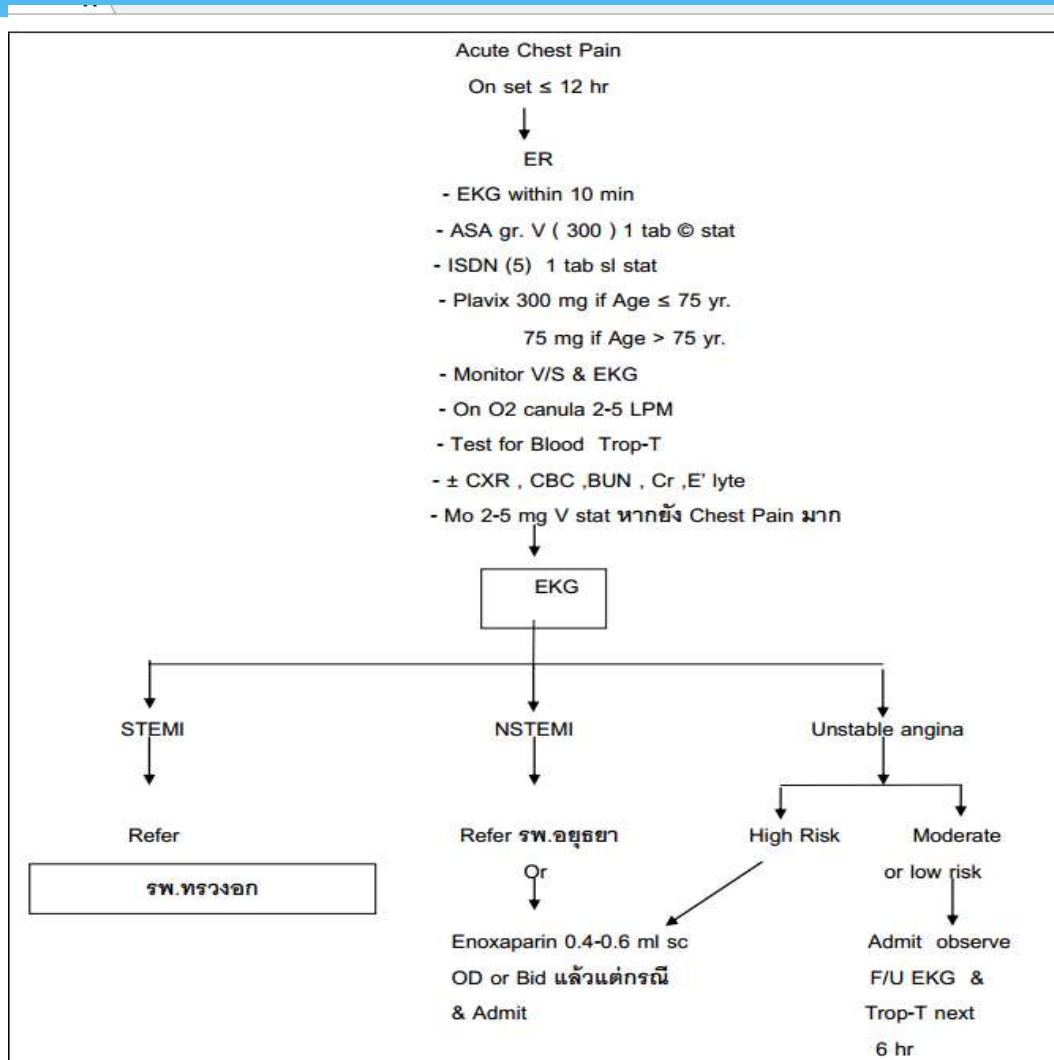 Acute Chest Pain
On set ≤ 12 hr
ER
- EKG within 10 min
- ASA gr. V ( 300 ) 1 tab © stat
- ISDN (5) 1 tab sl stat
- Plavix 300 mg if Age ≤ 75 yr.
75 mg if Age > 75 yr.
- Monitor V/S & EKG
- On O2 canula 2-5 LPM
- Test for Blood Trop-T
- ± CXR , CBC ,BUN , Cr ,E' lyte
- Mo 2-5 mg V stat หากยัง Chest Pain มาก
EKG
STEMI
NSTEMI
Unstable angina
Refer
Refer รพ.อยุธยา
High Risk
Moderate
Or
or low risk
รพ.ทรวงอก
Enoxaparin 0.4-0.6 ml sc
OD or Bid แล้วแต่กรณี
& Admit
Admit observe
F/U EKG &
Trop-T next
6 hr